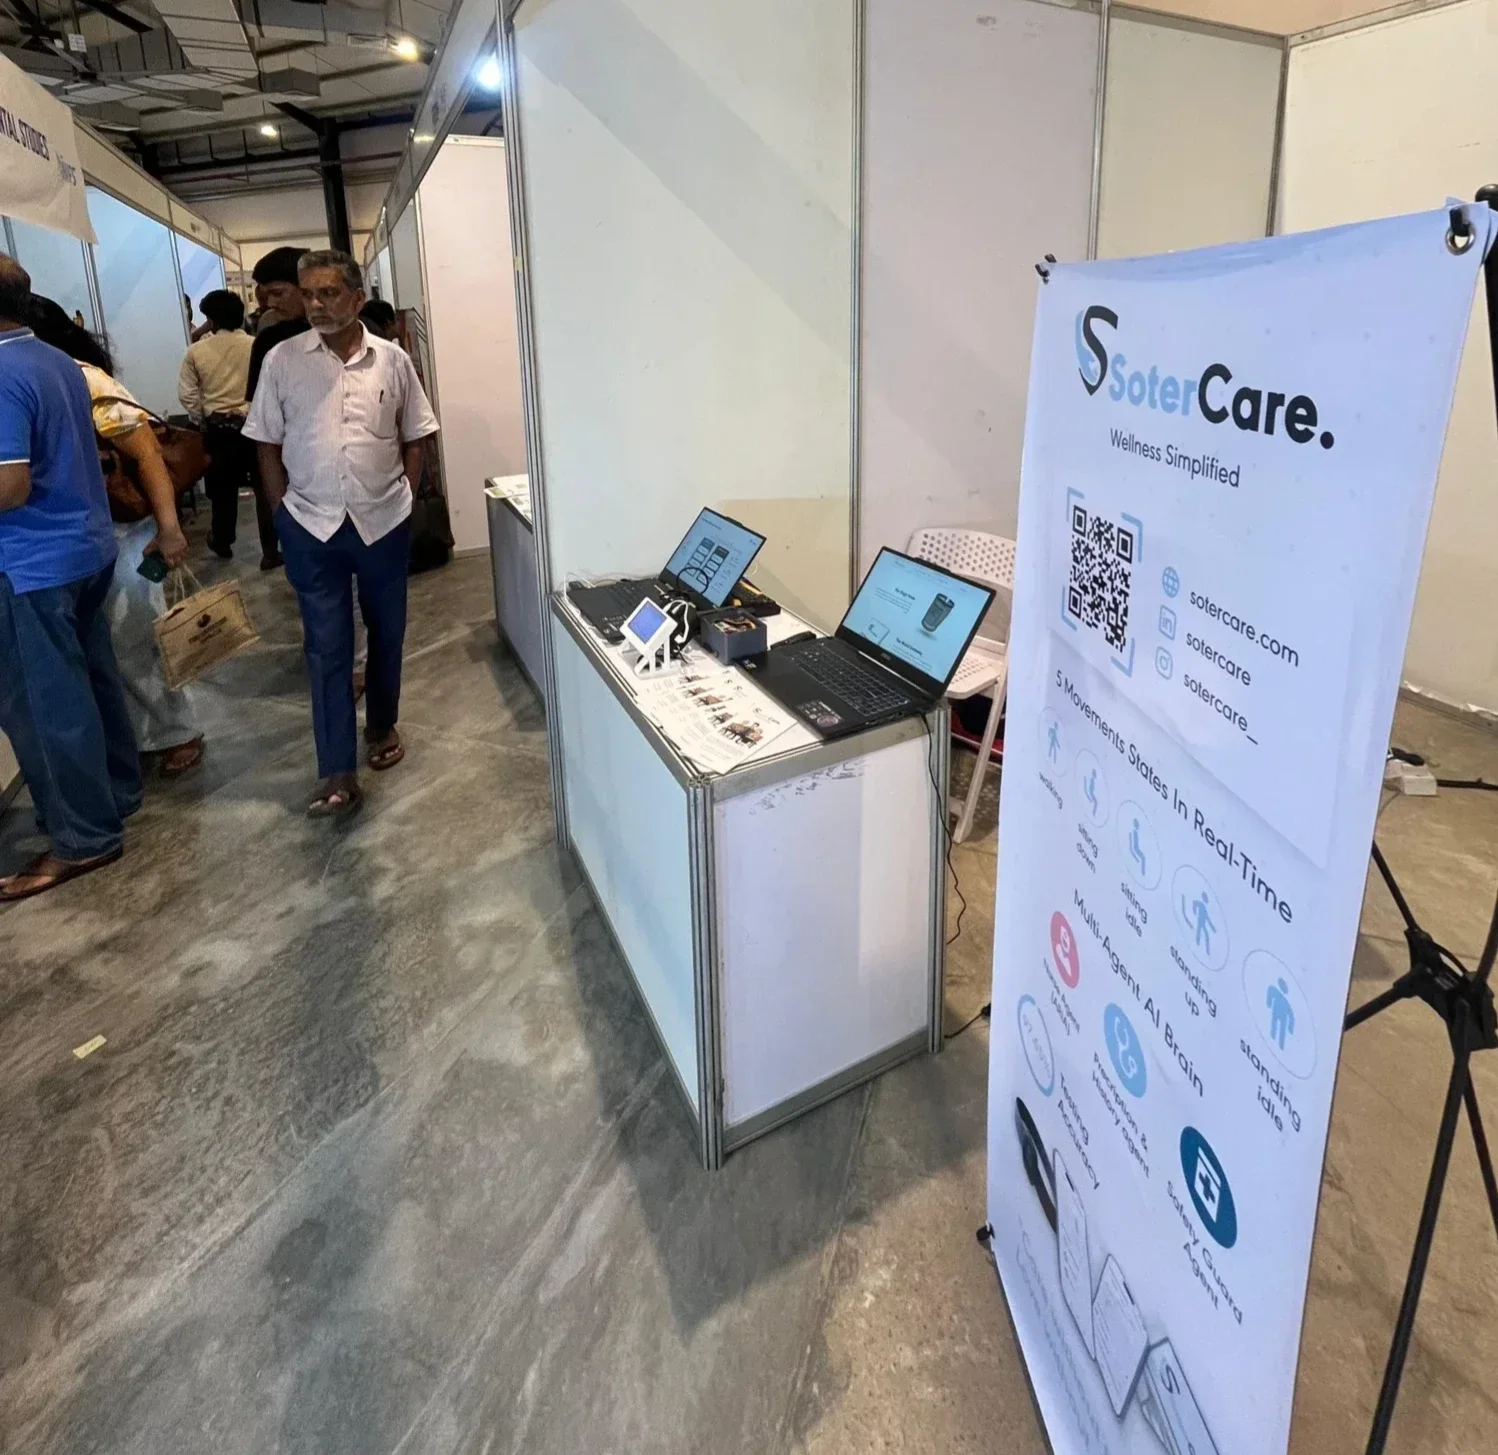 NTAL STUDIES
SoterCare.
Wellness Simplified
sotercare.com
sotercare
sotercare_
5 Movements States In Real-Time
walking
sitting
down
sitting
idle
standing
up
standing
idle
Multi-Agent AI Brain
Prescription &
History agent
Safety Guard
Agent
Testing
Accuracy